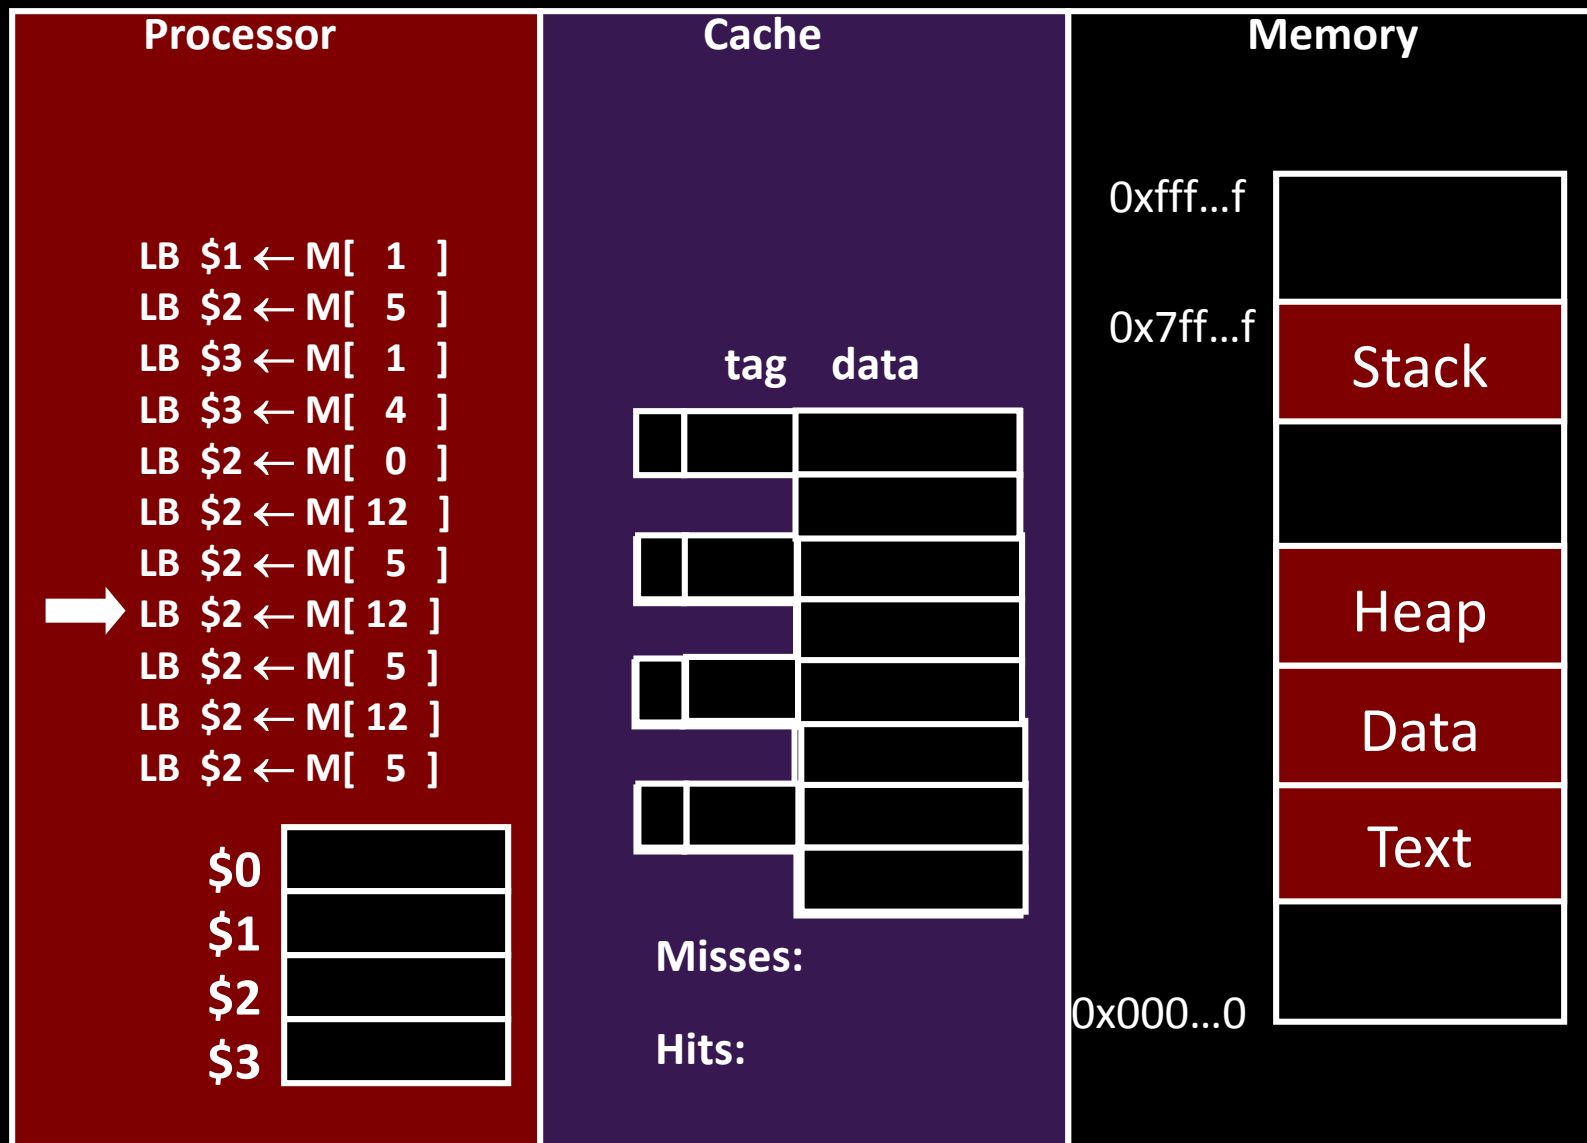 Processor
LB $1 ← M[ 1 ]
LB $2 ← M[ 5 ]
LB $3 ← M[ 1 ]
LB $3 ← M[ 4 ]
LB $2 ← M[ 0 ]
LB $2 ← M[ 12 ]
LB $2 ← M[ 5 ]
LB $2 ← M[ 12 ]
LB $2 ← M[ 5 ]
LB $2 ← M[ 12 ]
LB $2 ← M[ 5 ]
$0
$1
$2
$3
Cache
tag data
Misses:
Hits:
Memory
0xfff…f
0x7ff…f
Stack
Heap
Data
Text
0x000…0